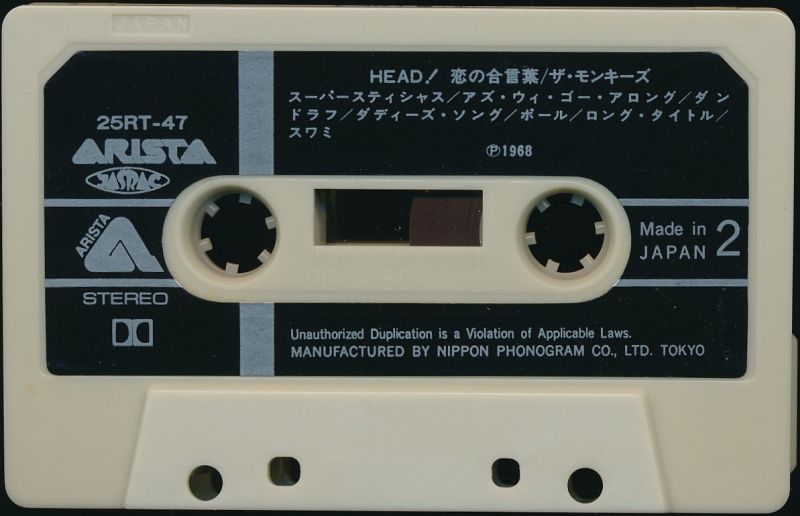 JAPAN
HEAD! 恋の合言葉/ザ・モンキーズ
スーパースティシャス/アズ・ウィ・ゴー・アロング/ダン
ドラフ/ダディーズ・ソング/ポール/ロング・タイトル/
スワミ
Ⓟ1968
25RT-47
ARISTA
JASRAC
ARISTA
Made in
JAPAN 2
STEREO
100 50 0
Unauthorized Duplication is a Violation of Applicable Laws.
MANUFACTURED BY NIPPON PHONOGRAM CO., LTD. TOKYO